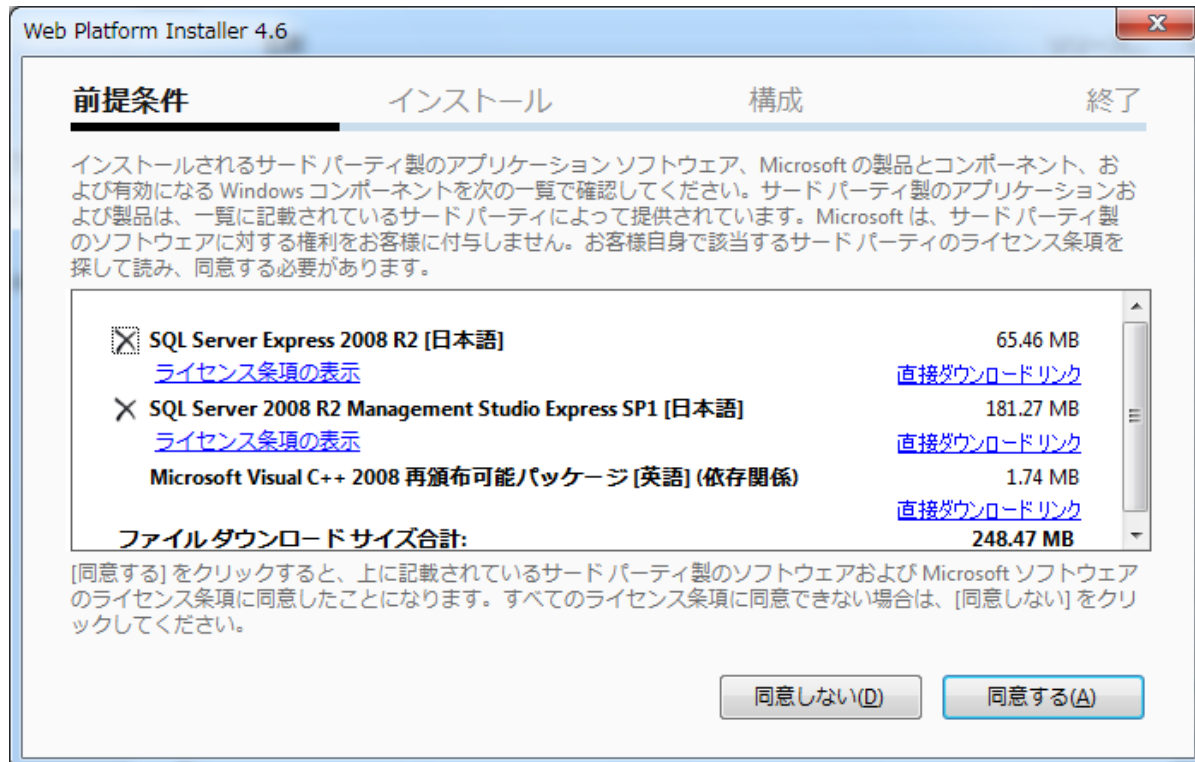 Web Platform Installer 4.6
前提条件 インストール 構成 終了
インストールされるサード パーティ製のアプリケーション ソフトウェア、Microsoft の製品とコンポーネント、お
よび有効になる Windows コンポーネントを次の一覧で確認してください。サード パーティ製のアプリケーションお
よび製品は、一覧に記載されているサード パーティによって提供されています。Microsoft は、サード パーティ製
のソフトウェアに対する権利をお客様に付与しません。お客様自身で該当するサード パーティのライセンス条項を
探して読み、同意する必要があります。
SQL Server Express 2008 R2 [日本語] 65.46 MB
ライセンス条項の表示 直接ダウンロード リンク
SQL Server 2008 R2 Management Studio Express SP1 [日本語] 181.27 MB
ライセンス条項の表示 直接ダウンロード リンク
Microsoft Visual C++ 2008 再頒布可能パッケージ [英語] (依存関係) 1.74 MB
直接ダウンロード リンク
ファイル ダウンロード サイズ合計: 248.47 MB
[同意する] をクリックすると、上に記載されているサード パーティ製のソフトウェアおよび Microsoft ソフトウェア
のライセンス条項に同意したことになります。すべてのライセンス条項に同意できない場合は、[同意しない] をクリ
ックしてください。
同意しない(D) 同意する(A)